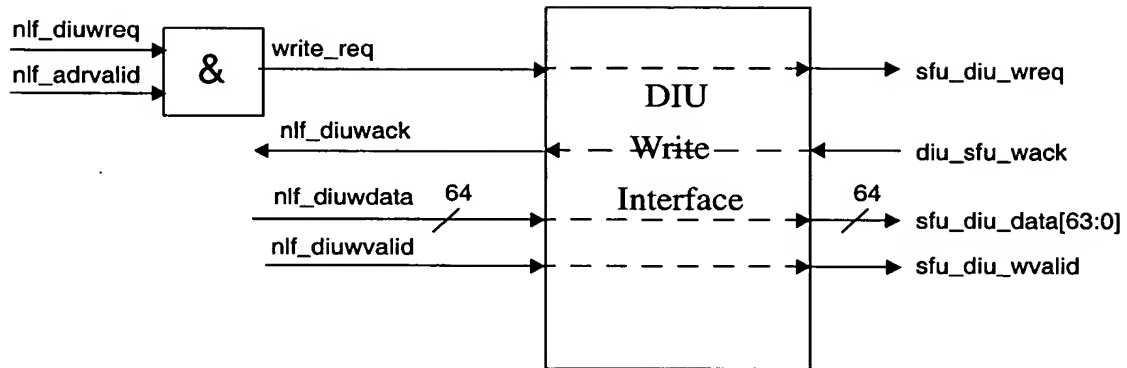 nlf_diuwreq
nlf_adrvalid
&
write_req
sfu_diu_wreq
DIU
Write
Interface
nlf_diuwack
diu_sfu_wack
nlf_diuwdata 64
64 sfu_diu_data[63:0]
nlf_diuwvalid
sfu_diu_wvalid